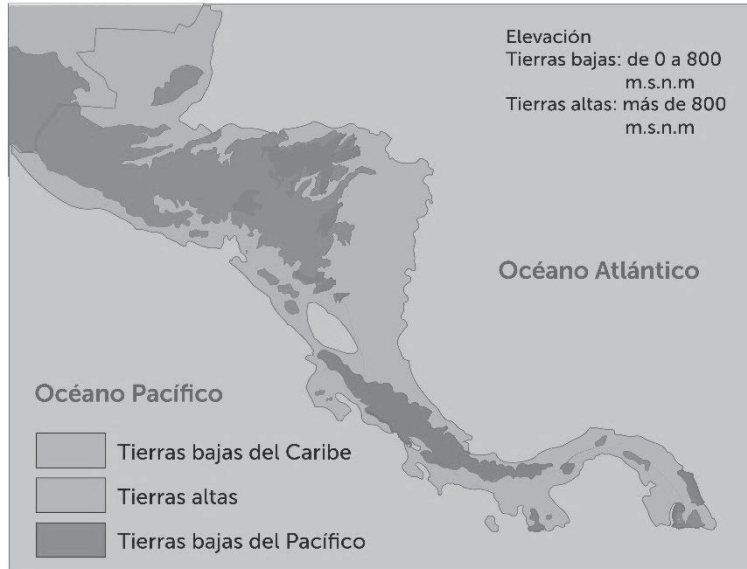 Elevación
Tierras bajas: de 0 a 800
m.s.n.m
Tierras altas: más de 800
m.s.n.m
Océano Atlántico
Océano Pacífico
Tierras bajas del Caribe
Tierras altas
Tierras bajas del Pacífico